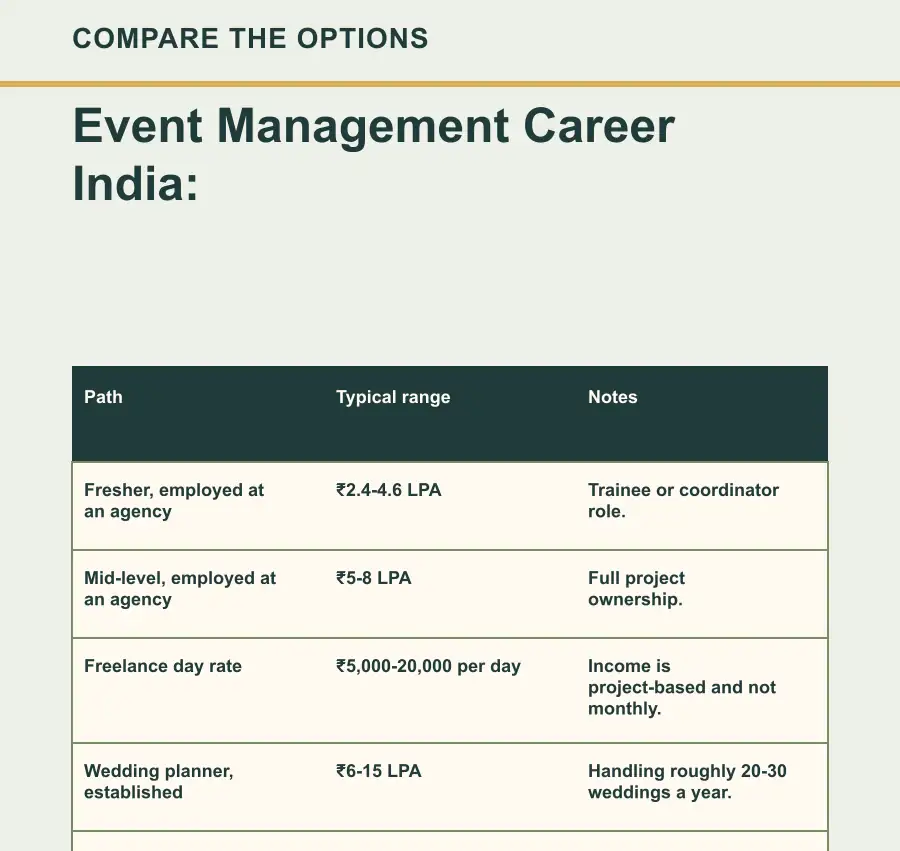 COMPARE THE OPTIONS
Event Management Career
India:
Path Typical range Notes
Fresher, employed at
an agency
₹2.4-4.6 LPA
Trainee or coordinator
role.
Mid-level, employed at
an agency
₹5-8 LPA
Full project
ownership.
Freelance day rate
₹5,000-20,000 per day
Income is
project-based and not
monthly.
Wedding planner,
established
₹6-15 LPA
Handling roughly 20-30
weddings a year.